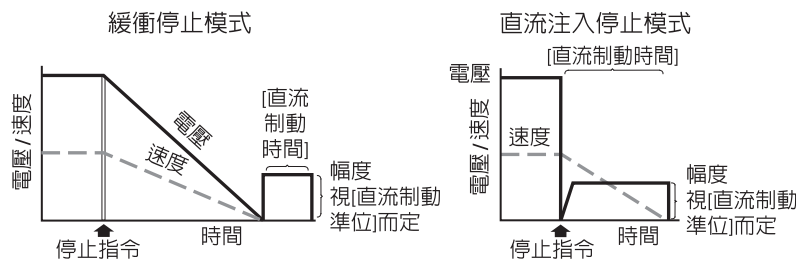 緩衝停止模式
電壓 / 速度
電壓
速度
[直流
制動
時間]
幅度
視[直流制動
準位]而定
時間
停止指令
直流注入停止模式
[直流制動時間]
電壓
電壓 / 速度
速度
幅度
視[直流制動
準位]而定
時間
停止指令